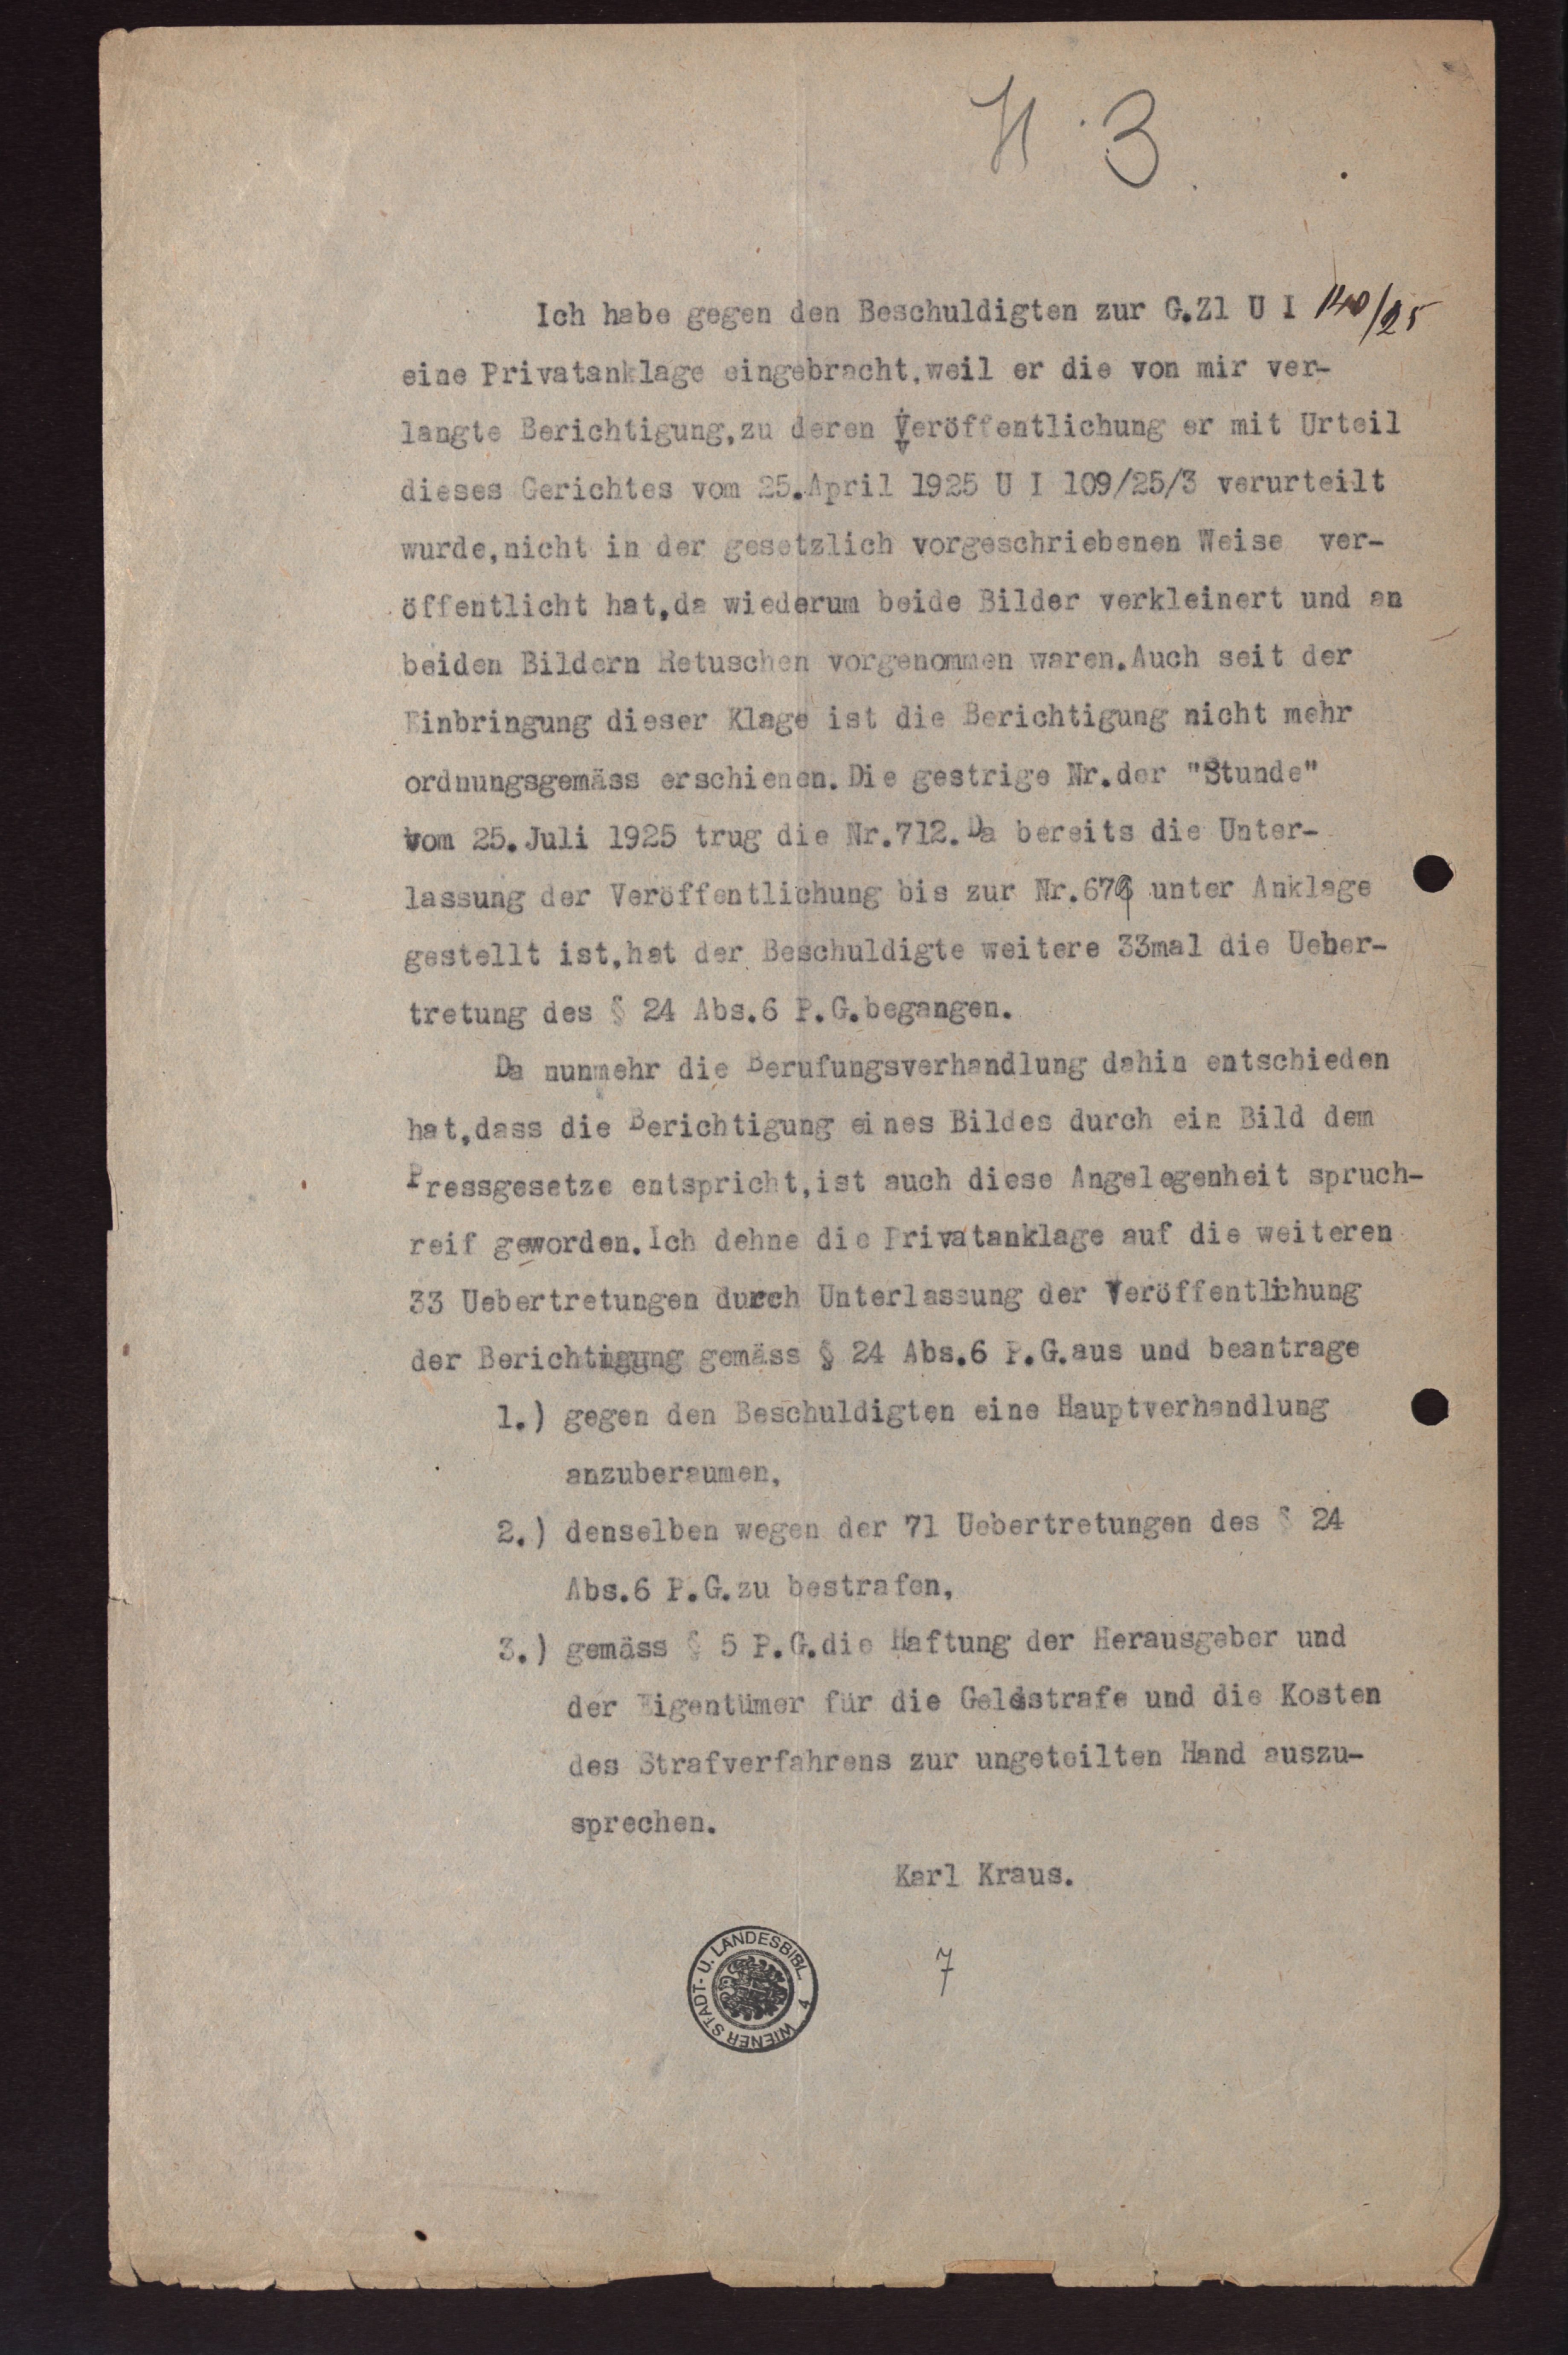 H. 3.
Ich habe gegen den Beschuldigten zur G.Zl U I 140/25
eine Privatanklage eingebracht,weil er die von mir ver-
langte Berichtigung,zu deren Veröffentlichung er mit Urteil
dieses Gerichtes vom 25.April 1925 U I 109/25/3 verurteilt
wurde,nicht in der gesetzlich vorgeschriebenen Weise ver-
öffentlicht hat,da wiederum beide Bilder verkleinert und an
beiden Bildern Retuschen vorgenommen waren.Auch seit der
Einbringung dieser Klage ist die Berichtigung nicht mehr
ordnungsgemäss erschienen.Die gestrige Nr.der "Stunde"
vom 25.Juli 1925 trug die Nr.712.Da bereits die Unter-
lassung der Veröffentlichung bis zur Nr. unter Anklage
gestellt ist,hat der Beschuldigte weitere 33mal die Ueber-
tretung des § 24 Abs.6 P.G.begangen.
Da nunmehr die Berufungsverhandlung dahin entschieden
hat,dass die Berichtigung eines Bildes durch ein Bild dem
Pressgesetze entspricht,ist auch diese Angelegenheit spruch-
reif geworden.Ich dehne die Privatanklage auf die weiteren
33 Uebertretungen durch Unterlassung der Veröffentlichung
der Berichtigung gemäss § 24 Abs.6 P.G.aus und beantrage
1.) gegen den Beschuldigten eine Hauptverhandlung
anzuberaumen,
2.) denselben wegen der 71 Uebertretungen des § 24
Abs.6 P.G.zu bestrafen,
3.) gemäss § 5 P.G.die Haftung der Herausgeber und
der Eigentümer für die Geldstrafe und die Kosten
des Strafverfahrens zur ungeteilten Hand auszu-
sprechen.
Karl Kraus.
WIENER STADT- U. LANDESBIBL.
7